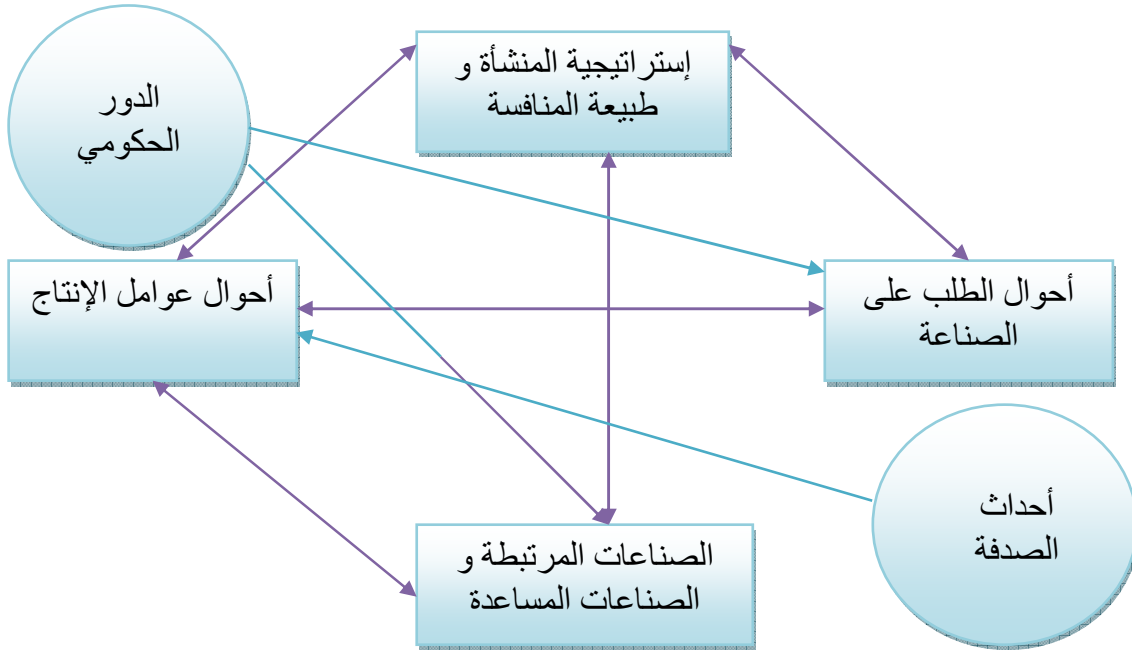 إستراتيجية المنشأة و
طبيعة المنافسة
الدور
الحكومي
أحوال عوامل الإنتاج
أحوال الطلب على
الصناعة
أحداث
الصدفة
الصناعات المرتبطة و
الصناعات المساعدة